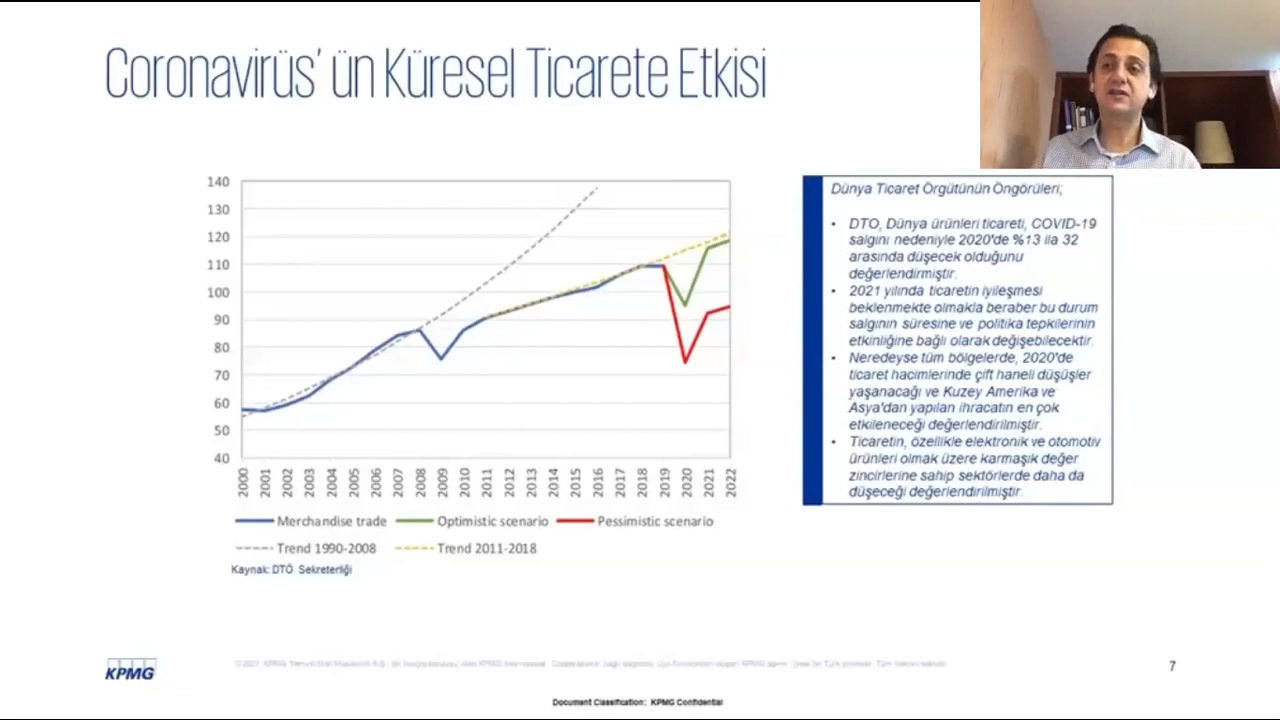 Coronavirüs' ün Küresel Ticarete Etkisi
140
130
120
110
100
90
80
70
60
50
40
2000
2001
2002
2003
2004
2005
2006
2007
2008
2009
2010
2011
2012
2013
2014
2015
2016
2017
2018
2019
2020
2021
2022
Merchandise trade
Optimistic scenario
Pessimistic scenario
Trend 1990-2008
Trend 2011-2018
Kaynak: DTÖ Sekreterliği
Dünya Ticaret Örgütünün Öngörüleri;
• DTO, Dünya ürünleri ticareti, COVID-19
salgını nedeniyle 2020'de %13 ila 32
arasında düşecek olduğunu
değerlendirmiştir.
• 2021 yılında ticaretin iyileşmesi
beklenmekte olmakla beraber bu durum
salgının süresine ve politika tepkilerinin
etkinliğine bağlı olarak değişebilecektir.
• Neredeyse tüm bölgelerde, 2020'de
ticaret hacimlerinde çift haneli düşüşler
yaşanacağı ve Kuzey Amerika ve
Asya'dan yapılan ihracatın en çok
etkileneceği değerlendirilmiştir.
• Ticaretin, özellikle elektronik ve otomotiv
ürünleri olmak üzere karmaşık değer
zincirlerine sahip sektörlerde daha da
düşeceği değerlendirilmiştir.
KPMG
7
Document Classification: KPMG Confidential